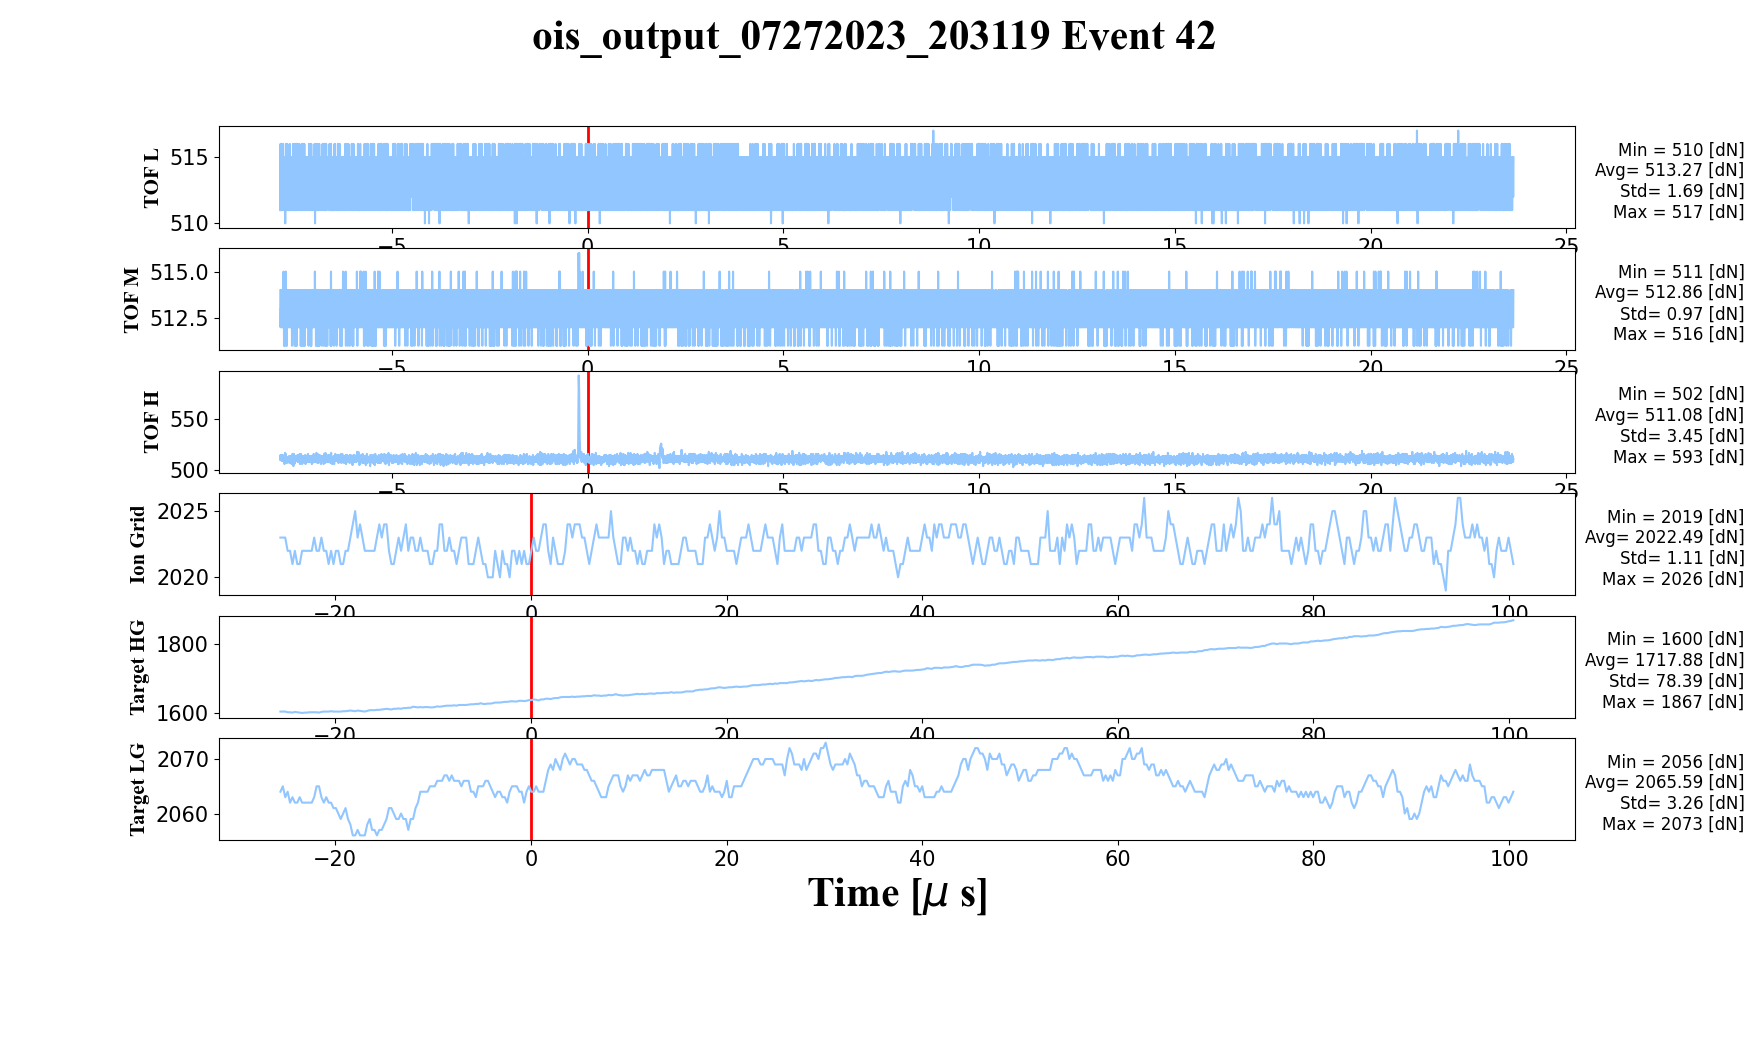 ois_output_07272023_203119 Event 42
TOF L
515
510
−5 0 5 10 15 20 25
Min = 510 [dN]
Avg= 513.27 [dN]
Std= 1.69 [dN]
Max = 517 [dN]
TOF M
515.0
512.5
−5 0 5 10 15 20 25
Min = 511 [dN]
Avg= 512.86 [dN]
Std= 0.97 [dN]
Max = 516 [dN]
TOF H
550
500
−5 0 5 10 15 20 25
Min = 502 [dN]
Avg= 511.08 [dN]
Std= 3.45 [dN]
Max = 593 [dN]
Ion Grid
2025
2020
−20 0 20 40 60 80 100
Min = 2019 [dN]
Avg= 2022.49 [dN]
Std= 1.11 [dN]
Max = 2026 [dN]
Target HG
1800
1600
−20 0 20 40 60 80 100
Min = 1600 [dN]
Avg= 1717.88 [dN]
Std= 78.39 [dN]
Max = 1867 [dN]
Target LG
2070
2060
−20 0 20 40 60 80 100
Min = 2056 [dN]
Avg= 2065.59 [dN]
Std= 3.26 [dN]
Max = 2073 [dN]
Time [μ s]